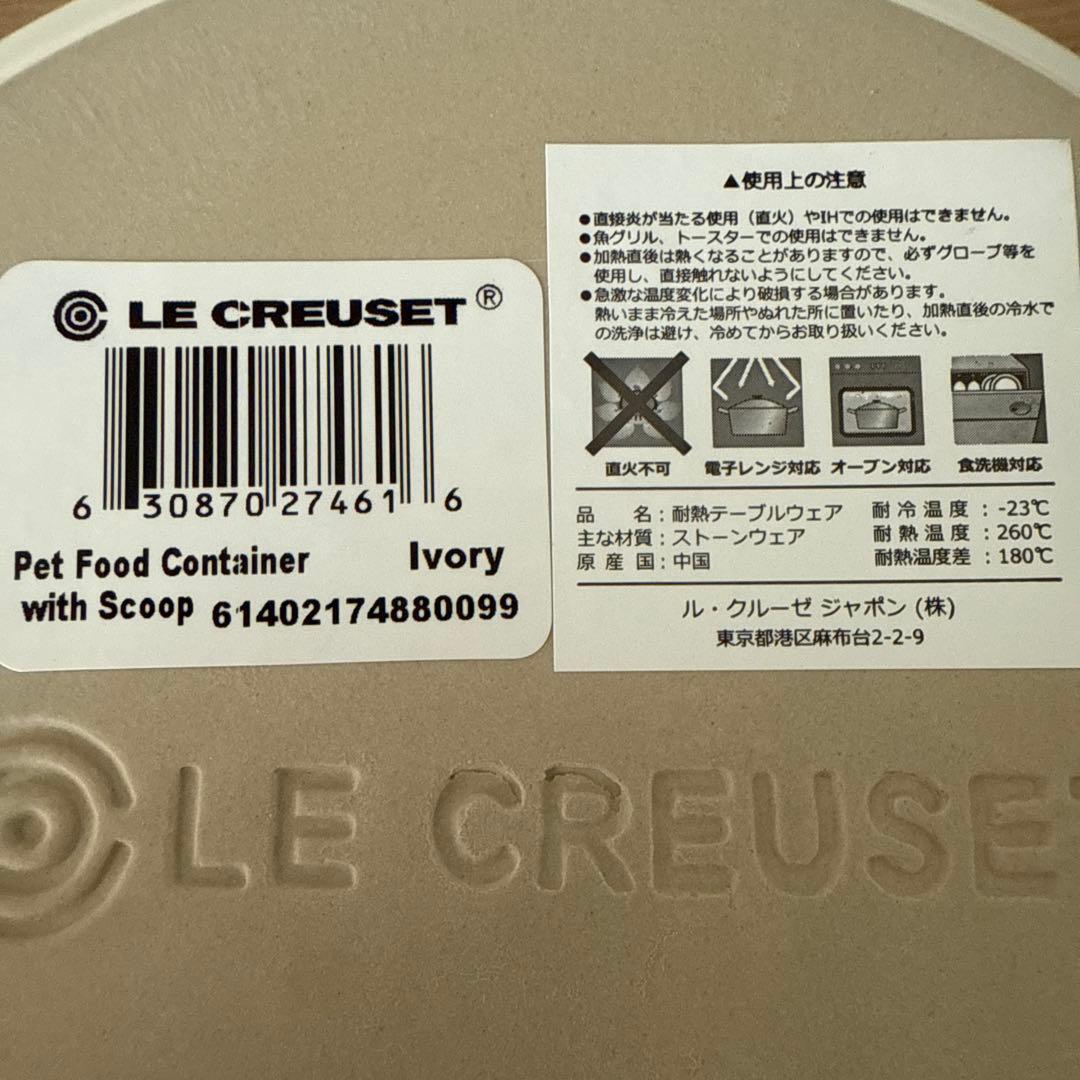 LE CREUSET®
6 30870 27461 6
Pet Food Container Ivory
with Scoop 61402174880099
▲使用上の注意
●直接炎が当たる使用（直火）やIHでの使用はできません。
●魚グリル、トースターでの使用はできません。
●加熱直後は熱くなることがありますので、必ずグローブ等を
使用し、直接触れないようにしてください。
●急激な温度変化により破損する場合があります。
熱いまま冷えた場所やぬれた所に置いたり、加熱直後の冷水で
の洗浄は避け、冷めてからお取り扱いください。
直火不可 電子レンジ対応 オーブン対応 食洗機対応
品　名：耐熱テーブルウェア 耐冷温度：-23℃
主な材質：ストーンウェア 耐熱温度：260℃
原産国：中国 耐熱温度差：180℃
ル・クルーゼ ジャポン (株)
東京都港区麻布台2-2-9
LE CREUSET